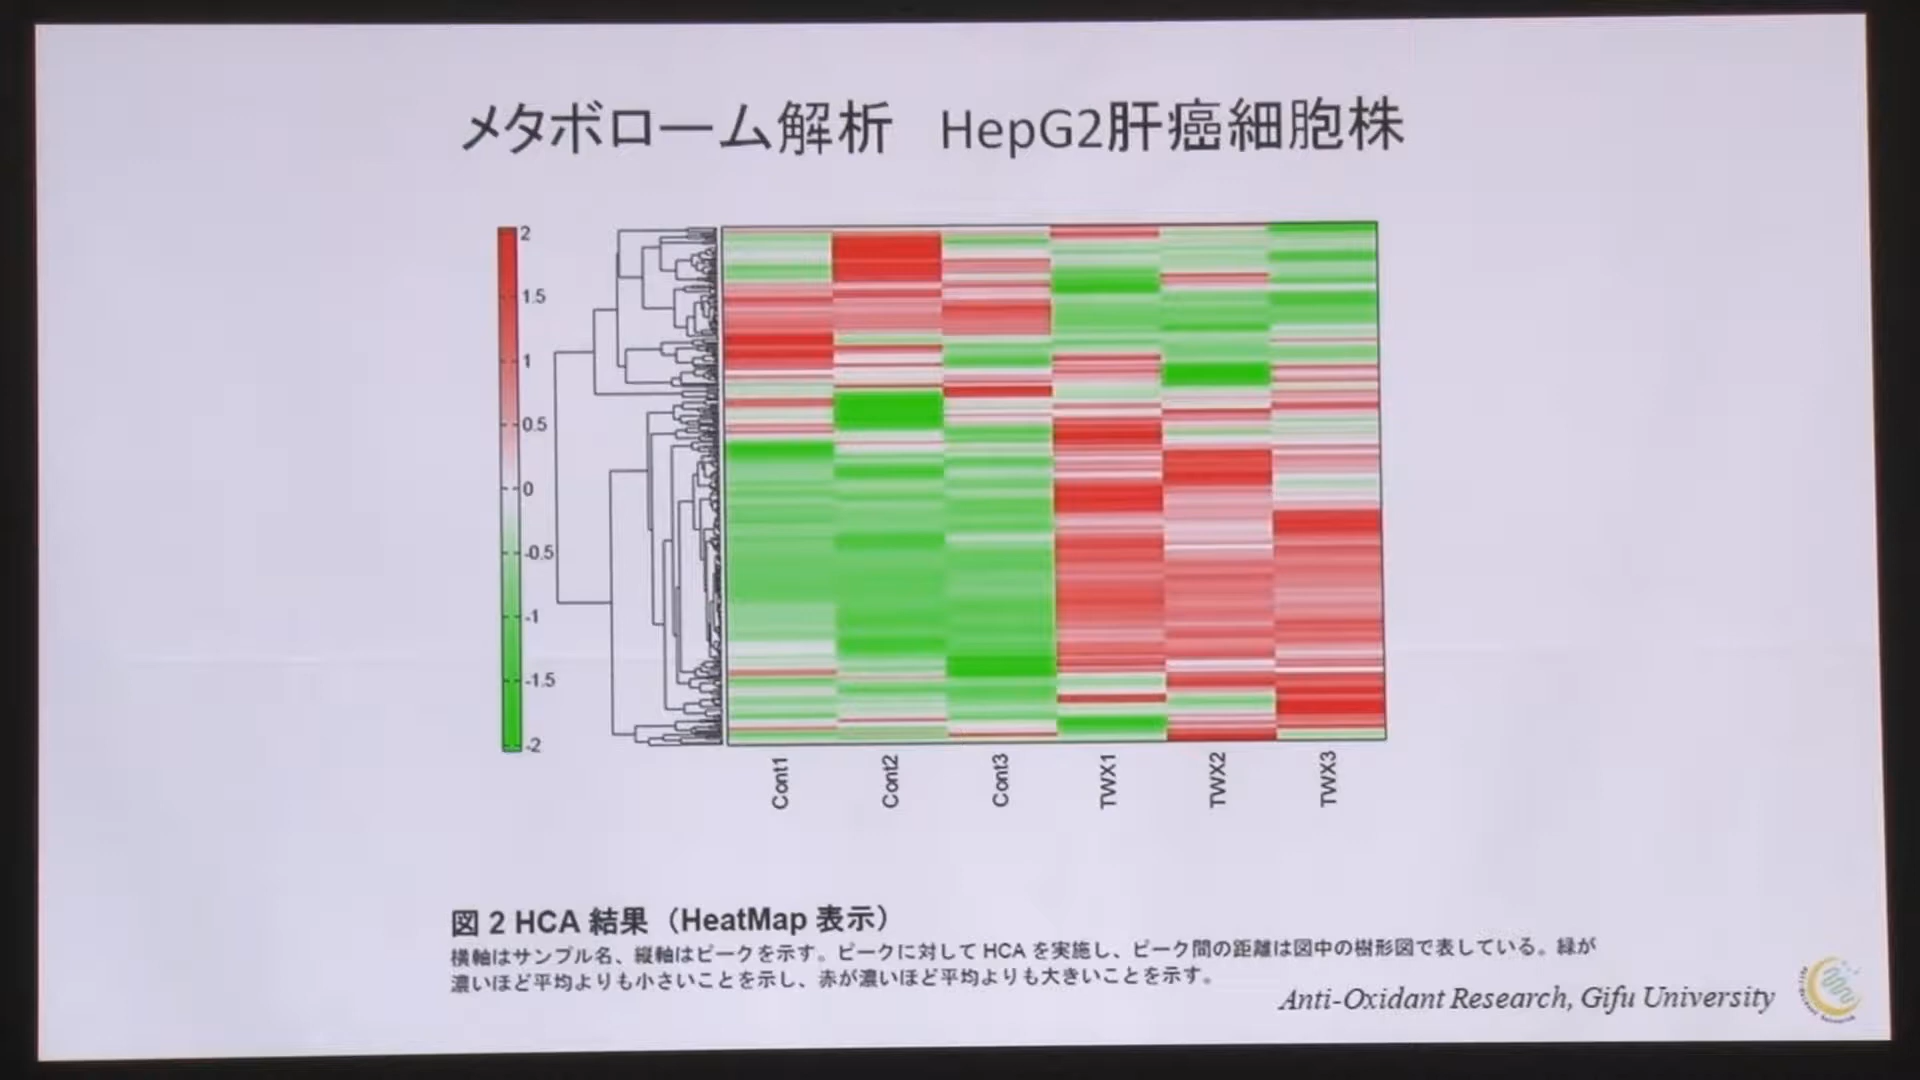 メタボローム解析　HepG2肝癌細胞株
2
1.5
1
0.5
0
-0.5
-1
-1.5
-2
Cont1
Cont2
Cont3
TWX1
TWX2
TWX3
図 2 HCA 結果（HeatMap 表示）
横軸はサンプル名、縦軸はピークを示す。ピークに対して HCA を実施し、ピーク間の距離は図中の樹形図で表している。緑が
濃いほど平均よりも小さいことを示し、赤が濃いほど平均よりも大きいことを示す。
Anti-Oxidant Research, Gifu University